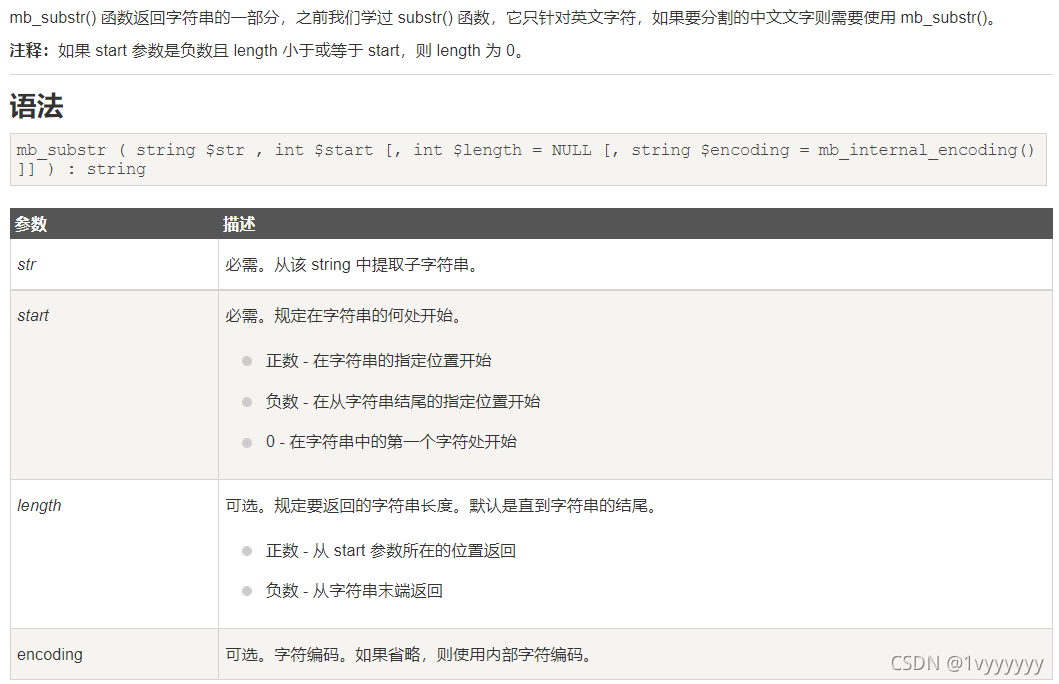 mb_substr() 函数返回字符串的一部分，之前我们学过 substr() 函数，它只针对英文字符，如果要分割的中文文字则需要使用 mb_substr()。
注释：如果 start 参数是负数且 length 小于或等于 start，则 length 为 0。
语法
mb_substr ( string $str , int $start [, int $length = NULL [, string $encoding = mb_internal_encoding()
]] ) : string
参数 描述
str 必需。从该 string 中提取子字符串。
start 必需。规定在字符串的何处开始。
正数 - 在字符串的指定位置开始
负数 - 在从字符串结尾的指定位置开始
0 - 在字符串中的第一个字符处开始
length 可选。规定要返回的字符串长度。默认是直到字符串的结尾。
正数 - 从 start 参数所在的位置返回
负数 - 从字符串末端返回
encoding 可选。字符编码。如果省略，则使用内部字符编码。
CSDN @1vyyyyyy